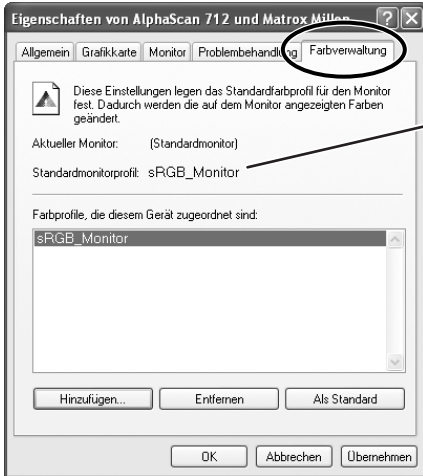 Eigenschaften von AlphaScan 712 und Matrox Millen
Allgemein Grafikkarte Monitor Problembehandlung Farbverwaltung
Diese Einstellungen legen das Standardfarbprofil für den Monitor
fest. Dadurch werden die auf dem Monitor angezeigten Farben
geändert.
Aktueller Monitor: (Standardmonitor)
Standardmonitorprofil: sRGB_Monitor
Farbprofile, die diesem Gerät zugeordnet sind:
sRGB_Monitor
Hinzufügen... Entfernen Als Standard
OK Abbrechen Übernehmen